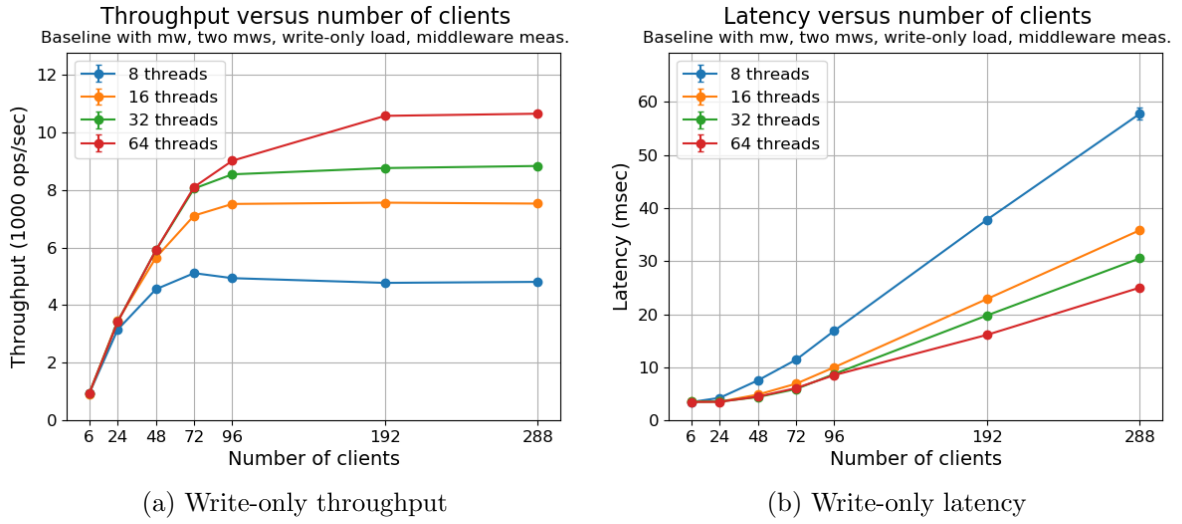 Throughput versus number of clients
Baseline with mw, two mws, write-only load, middleware meas.
Throughput (1000 ops/sec)
12
10
8
6
4
2
0
8 threads
16 threads
32 threads
64 threads
6 24 48 72 96 192 288
Number of clients
(a) Write-only throughput
Latency versus number of clients
Baseline with mw, two mws, write-only load, middleware meas.
Latency (msec)
60
50
40
30
20
10
0
8 threads
16 threads
32 threads
64 threads
6 24 48 72 96 192 288
Number of clients
(b) Write-only latency